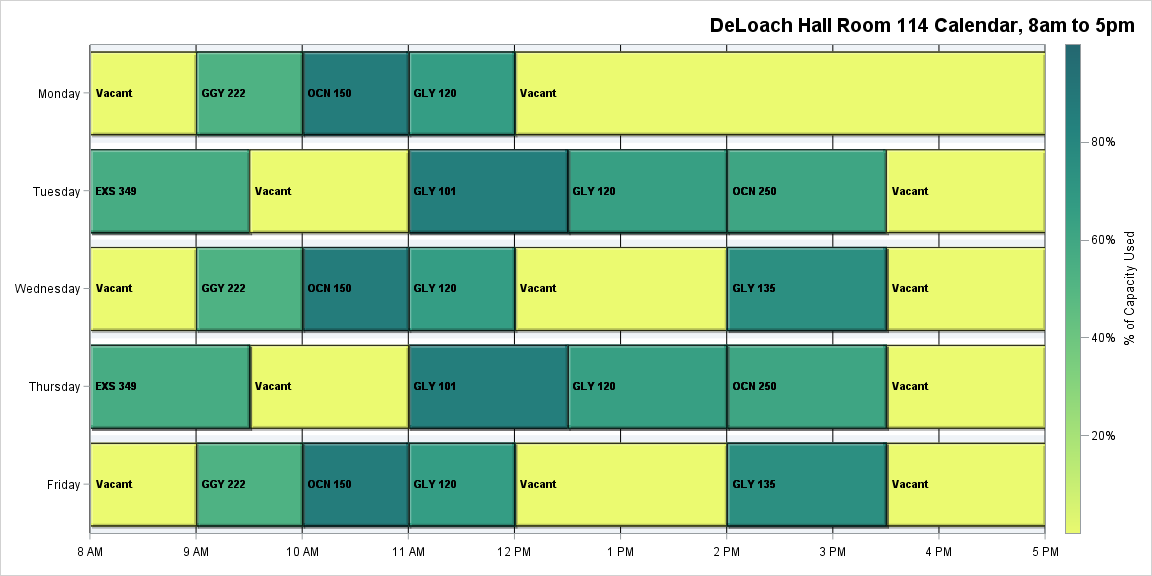 DeLoach Hall Room 114 Calendar, 8am to 5pm
Monday
Vacant
GGY 222
OCN 150
GLY 120
Vacant
Tuesday
EXS 349
Vacant
GLY 101
GLY 120
OCN 250
Vacant
Wednesday
Vacant
GGY 222
OCN 150
GLY 120
Vacant
GLY 135
Vacant
Thursday
EXS 349
Vacant
GLY 101
GLY 120
OCN 250
Vacant
Friday
Vacant
GGY 222
OCN 150
GLY 120
Vacant
GLY 135
Vacant
8 AM
9 AM
10 AM
11 AM
12 PM
1 PM
2 PM
3 PM
4 PM
5 PM
80%
60%
40%
20%
% of Capacity Used